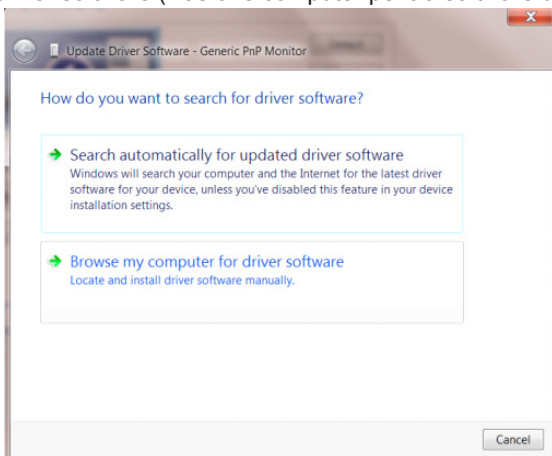 Update Driver Software - Generic PnP Monitor
How do you want to search for driver software?
Search automatically for updated driver software
Windows will search your computer and the Internet for the latest driver
software for your device, unless you've disabled this feature in your device
installation settings.
Browse my computer for driver software
Locate and install driver software manually.
Cancel